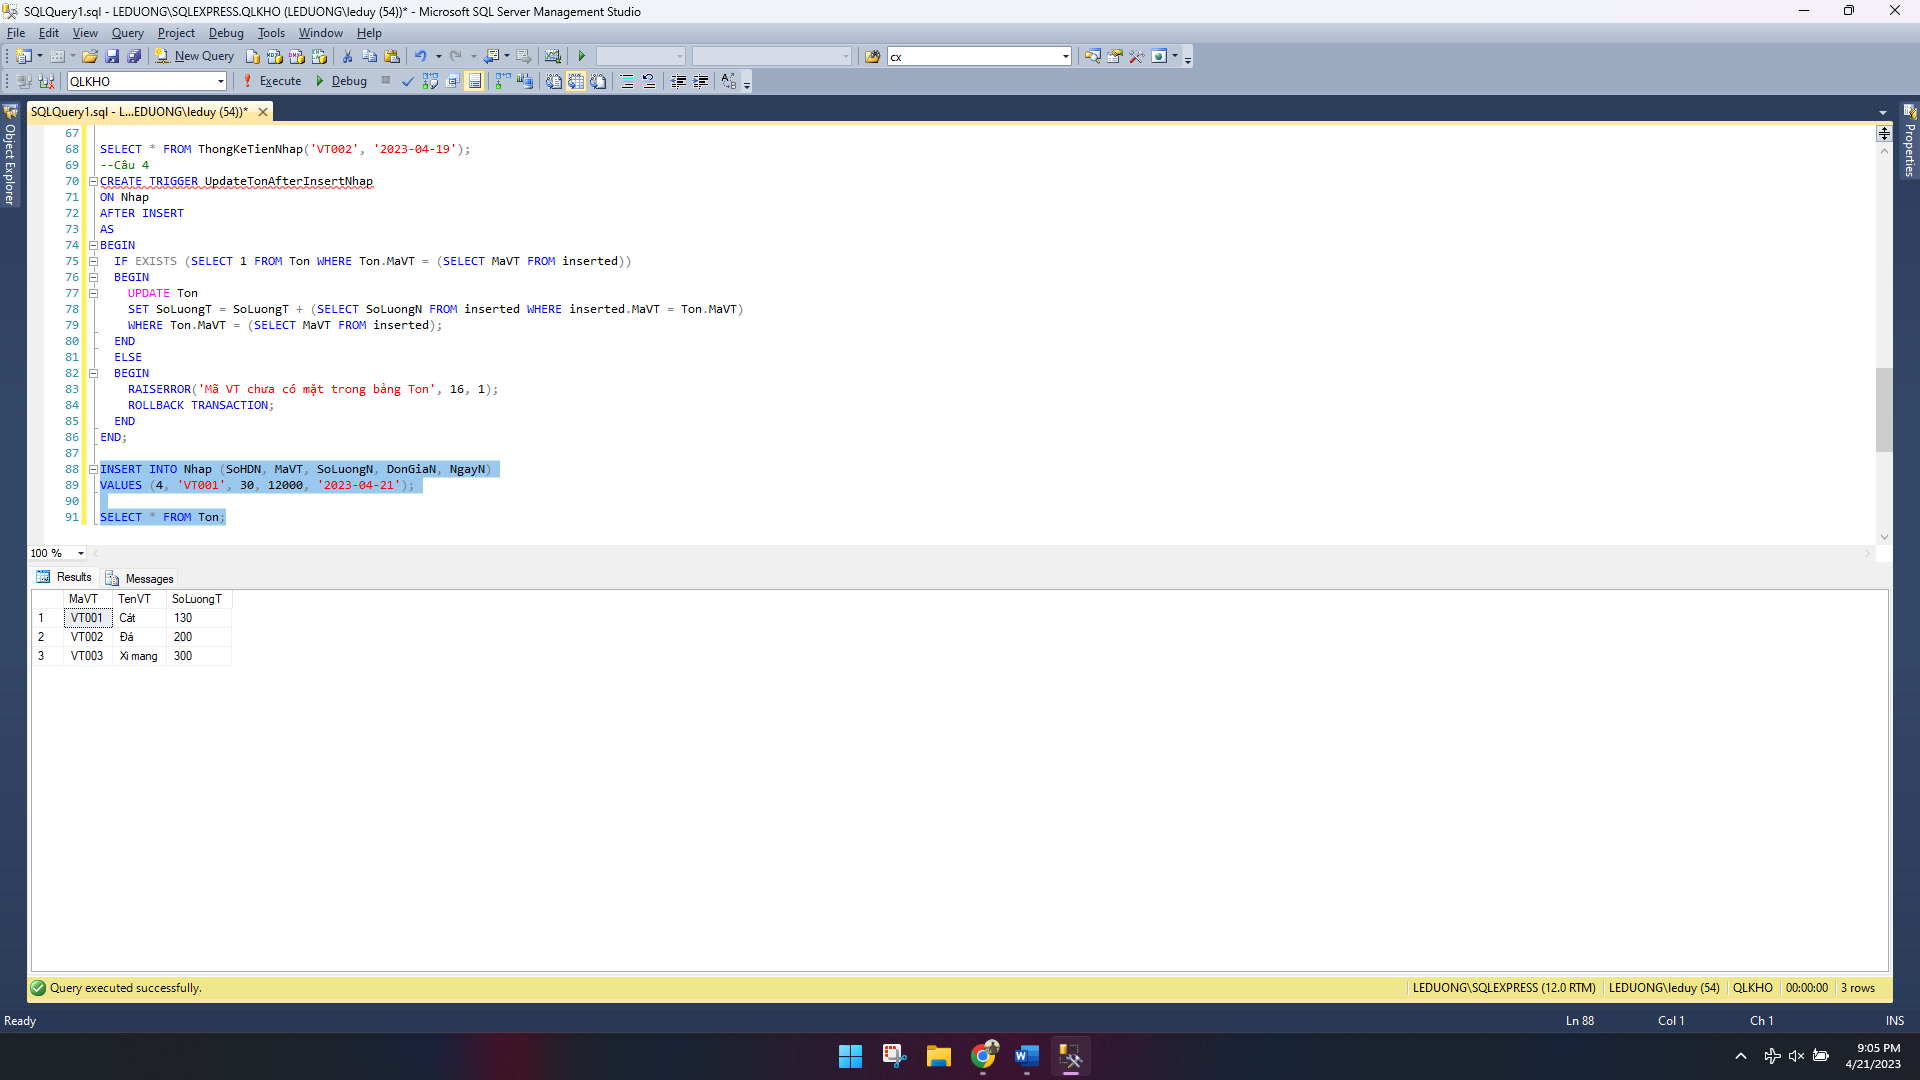 SQLQuery1.sql - LEDUONG\SQLEXPRESS.QLKHO (LEDUONG\leduy (54))* - Microsoft SQL Server Management Studio
File Edit View Query Project Debug Tools Window Help
New Query cx
QLKHO Execute Debug
SQLQuery1.sql - L...EDUONG\leduy (54))*
Object Explorer
Properties
67
68 SELECT * FROM ThongKeTienNhap('VT002', '2023-04-19');
69 --Câu 4
70 CREATE TRIGGER UpdateTonAfterInsertNhap
71 ON Nhap
72 AFTER INSERT
73 AS
74 BEGIN
75 IF EXISTS (SELECT 1 FROM Ton WHERE Ton.MaVT = (SELECT MaVT FROM inserted))
76 BEGIN
77 UPDATE Ton
78 SET SoLuongT = SoLuongT + (SELECT SoLuongN FROM inserted WHERE inserted.MaVT = Ton.MaVT)
79 WHERE Ton.MaVT = (SELECT MaVT FROM inserted);
80 END
81 ELSE
82 BEGIN
83 RAISERROR('Mã VT chưa có mặt trong bảng Ton', 16, 1);
84 ROLLBACK TRANSACTION;
85 END
86 END;
87
88 INSERT INTO Nhap (SoHDN, MaVT, SoLuongN, DonGiaN, NgayN)
89 VALUES (4, 'VT001', 30, 12000, '2023-04-21');
90
91 SELECT * FROM Ton;
100 %
Results Messages
MaVT TenVT SoLuongT
1 VT001 Cát 130
2 VT002 Đá 200
3 VT003 Xi mang 300
Query executed successfully. LEDUONG\SQLEXPRESS (12.0 RTM) LEDUONG\leduy (54) QLKHO 00:00:00 3 rows
Ready Ln 88 Col 1 Ch 1 INS
9:05 PM
4/21/2023